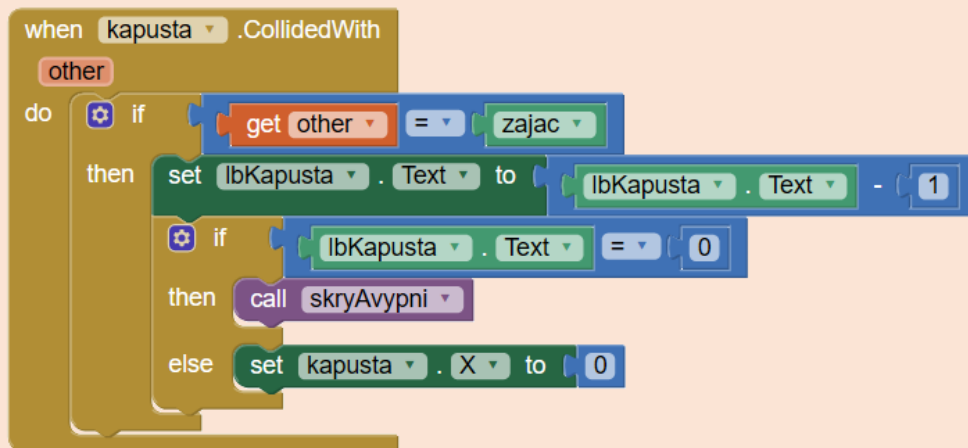 when kapusta .CollidedWith
other
do if get other = zajac
then set lbKapusta . Text to lbKapusta . Text - 1
if lbKapusta . Text = 0
then call skryAvypni
else set kapusta . X to 0